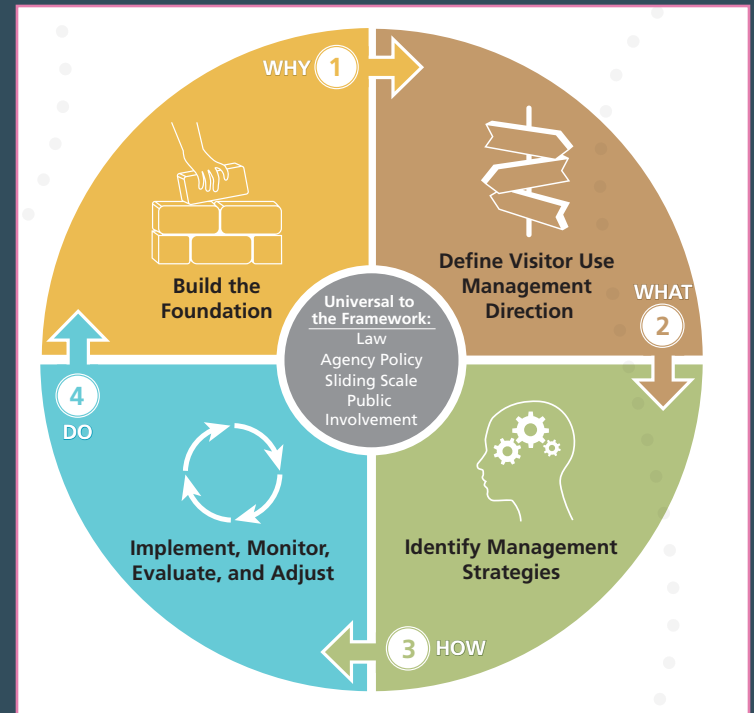 WHY 1
Build the
Foundation
Define Visitor Use
Management
Direction
WHAT
2
Universal to
the Framework:
Law
Agency Policy
Sliding Scale
Public
Involvement
Identify Management
Strategies
3 HOW
Implement, Monitor,
Evaluate, and Adjust
4
DO